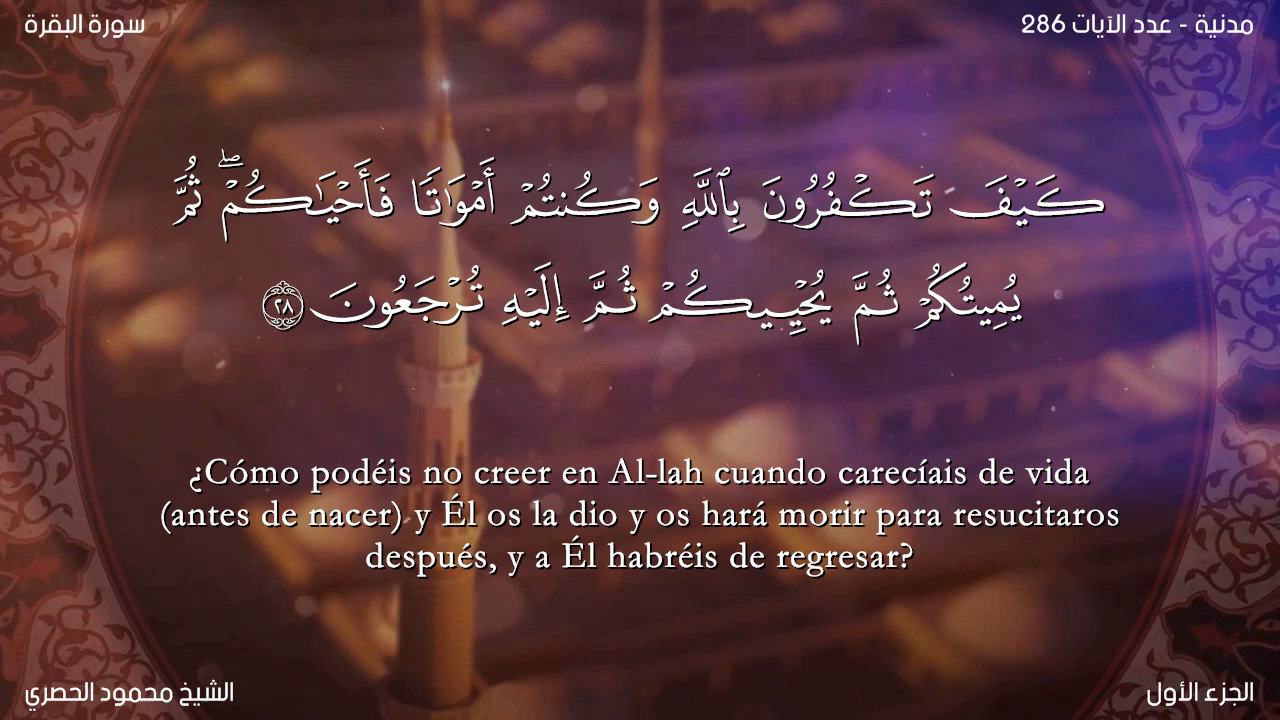 مدنية - عدد الآيات 286
سورة البقرة
كَيْفَ تَكْفُرُونَ بِٱللَّهِ وَكُنتُمْ أَمْوَٰتًا فَأَحْيَـٰكُمْ ۖ ثُمَّ
يُمِيتُكُمْ ثُمَّ يُحْيِيكُمْ ثُمَّ إِلَيْهِ تُرْجَعُونَ ٢٨
¿Cómo podéis no creer en Al-lah cuando carecíais de vida
(antes de nacer) y Él os la dio y os hará morir para resucitaros
después, y a Él habréis de regresar?
الجزء الأول
الشيخ محمود الحصري